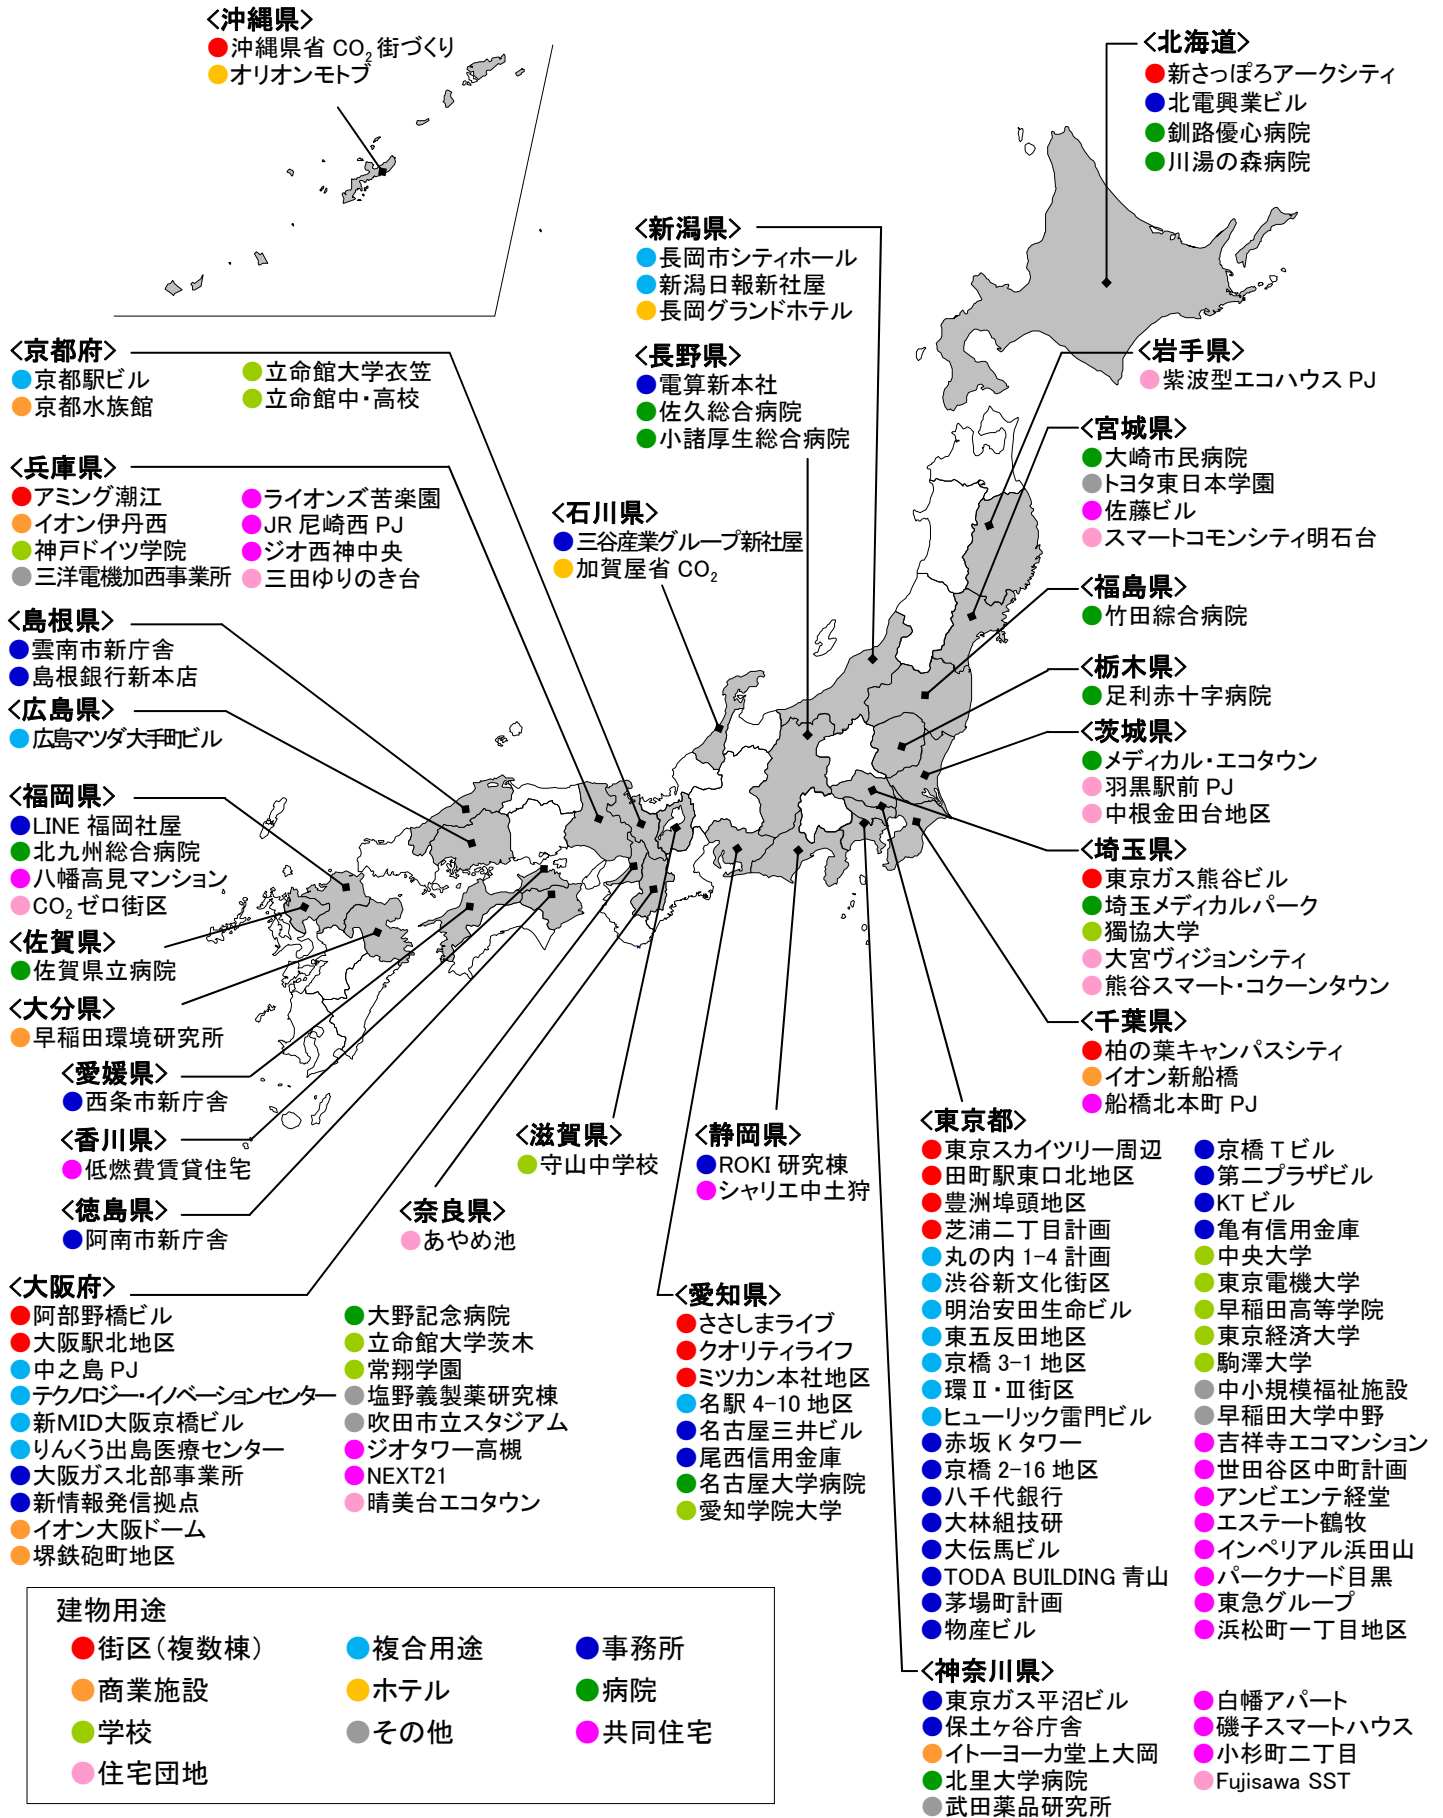 <沖縄県>
沖縄県省 CO2 街づくり
オリオンモトブ
<北海道>
新さっぽろアークシティ
北電興業ビル
釧路優心病院
川湯の森病院
<新潟県>
長岡市シティホール
新潟日報新社屋
長岡グランドホテル
<長野県>
電算新本社
佐久総合病院
小諸厚生総合病院
<京都府>
京都駅ビル
京都水族館
立命館大学衣笠
立命館中・高校
<岩手県>
紫波型エコハウス PJ
<宮城県>
大崎市民病院
トヨタ東日本学園
佐藤ビル
スマートコモンシティ明石台
<兵庫県>
アミング潮江
イオン伊丹西
神戸ドイツ学院
三洋電機加西事業所
ライオンズ苦楽園
JR 尼崎西 PJ
ジオ西神中央
三田ゆりのき台
<石川県>
三谷産業グループ新社屋
加賀屋省 CO2
<福島県>
竹田綜合病院
<島根県>
雲南市新庁舎
島根銀行新本店
<栃木県>
足利赤十字病院
<広島県>
広島マツダ大手町ビル
<茨城県>
メディカル・エコタウン
羽黒駅前 PJ
中根金田台地区
<福岡県>
LINE 福岡社屋
北九州総合病院
八幡高見マンション
CO2 ゼロ街区
<埼玉県>
東京ガス熊谷ビル
埼玉メディカルパーク
獨協大学
大宮ヴィジョンシティ
熊谷スマート・コクーンタウン
<佐賀県>
佐賀県立病院
<大分県>
早稲田環境研究所
<千葉県>
柏の葉キャンパスシティ
イオン新船橋
船橋北本町 PJ
<愛媛県>
西条市新庁舎
<香川県>
低燃費賃貸住宅
<徳島県>
阿南市新庁舎
<奈良県>
あやめ池
<滋賀県>
守山中学校
<静岡県>
ROKI 研究棟
シャリエ中土狩
<東京都>
東京スカイツリー周辺
田町駅東口北地区
豊洲埠頭地区
芝浦二丁目計画
丸の内 1-4 計画
渋谷新文化街区
明治安田生命ビル
東五反田地区
京橋 3-1 地区
環Ⅱ・Ⅲ街区
ヒューリック雷門ビル
赤坂 K タワー
京橋 2-16 地区
八千代銀行
大林組技研
大伝馬ビル
TODA BUILDING 青山
茅場町計画
物産ビル
京橋 T ビル
第二プラザビル
KT ビル
亀有信用金庫
中央大学
東京電機大学
早稲田高等学院
東京経済大学
駒澤大学
中小規模福祉施設
早稲田大学中野
吉祥寺エコマンション
世田谷区中町計画
アンビエンテ経堂
エステート鶴牧
インペリアル浜田山
パークナード目黒
東急グループ
浜松町一丁目地区
<大阪府>
阿部野橋ビル
大阪駅北地区
中之島 PJ
テクノロジー・イノベーションセンター
新MID大阪京橋ビル
りんくう出島医療センター
大阪ガス北部事業所
新情報発信拠点
イオン大阪ドーム
堺鉄砲町地区
大野記念病院
立命館大学茨木
常翔学園
塩野義製薬研究棟
吹田市立スタジアム
ジオタワー高槻
NEXT21
晴美台エコタウン
<愛知県>
ささしまライブ
クオリティライフ
ミツカン本社地区
名駅 4-10 地区
名古屋三井ビル
尾西信用金庫
名古屋大学病院
愛知学院大学
<神奈川県>
東京ガス平沼ビル
保土ヶ谷庁舎
イトーヨーカ堂上大岡
北里大学病院
武田薬品研究所
白幡アパート
磯子スマートハウス
小杉町二丁目
Fujisawa SST
建物用途
街区(複数棟)
複合用途
事務所
商業施設
ホテル
病院
学校
その他
共同住宅
住宅団地